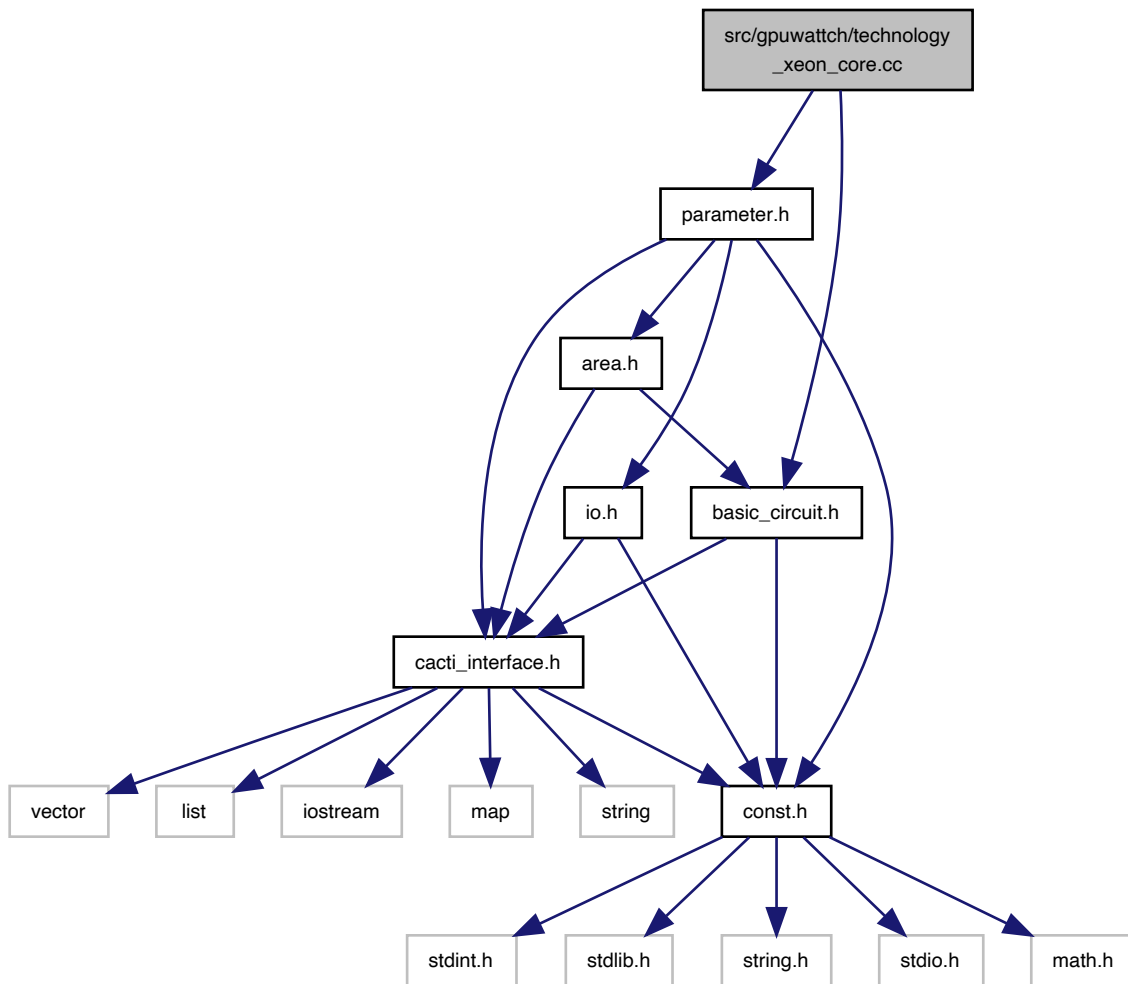 src/gpuwattch/technology
_xeon_core.cc
parameter.h
area.h
io.h
basic_circuit.h
cacti_interface.h
vector
list
iostream
map
string
const.h
stdint.h
stdlib.h
string.h
stdio.h
math.h